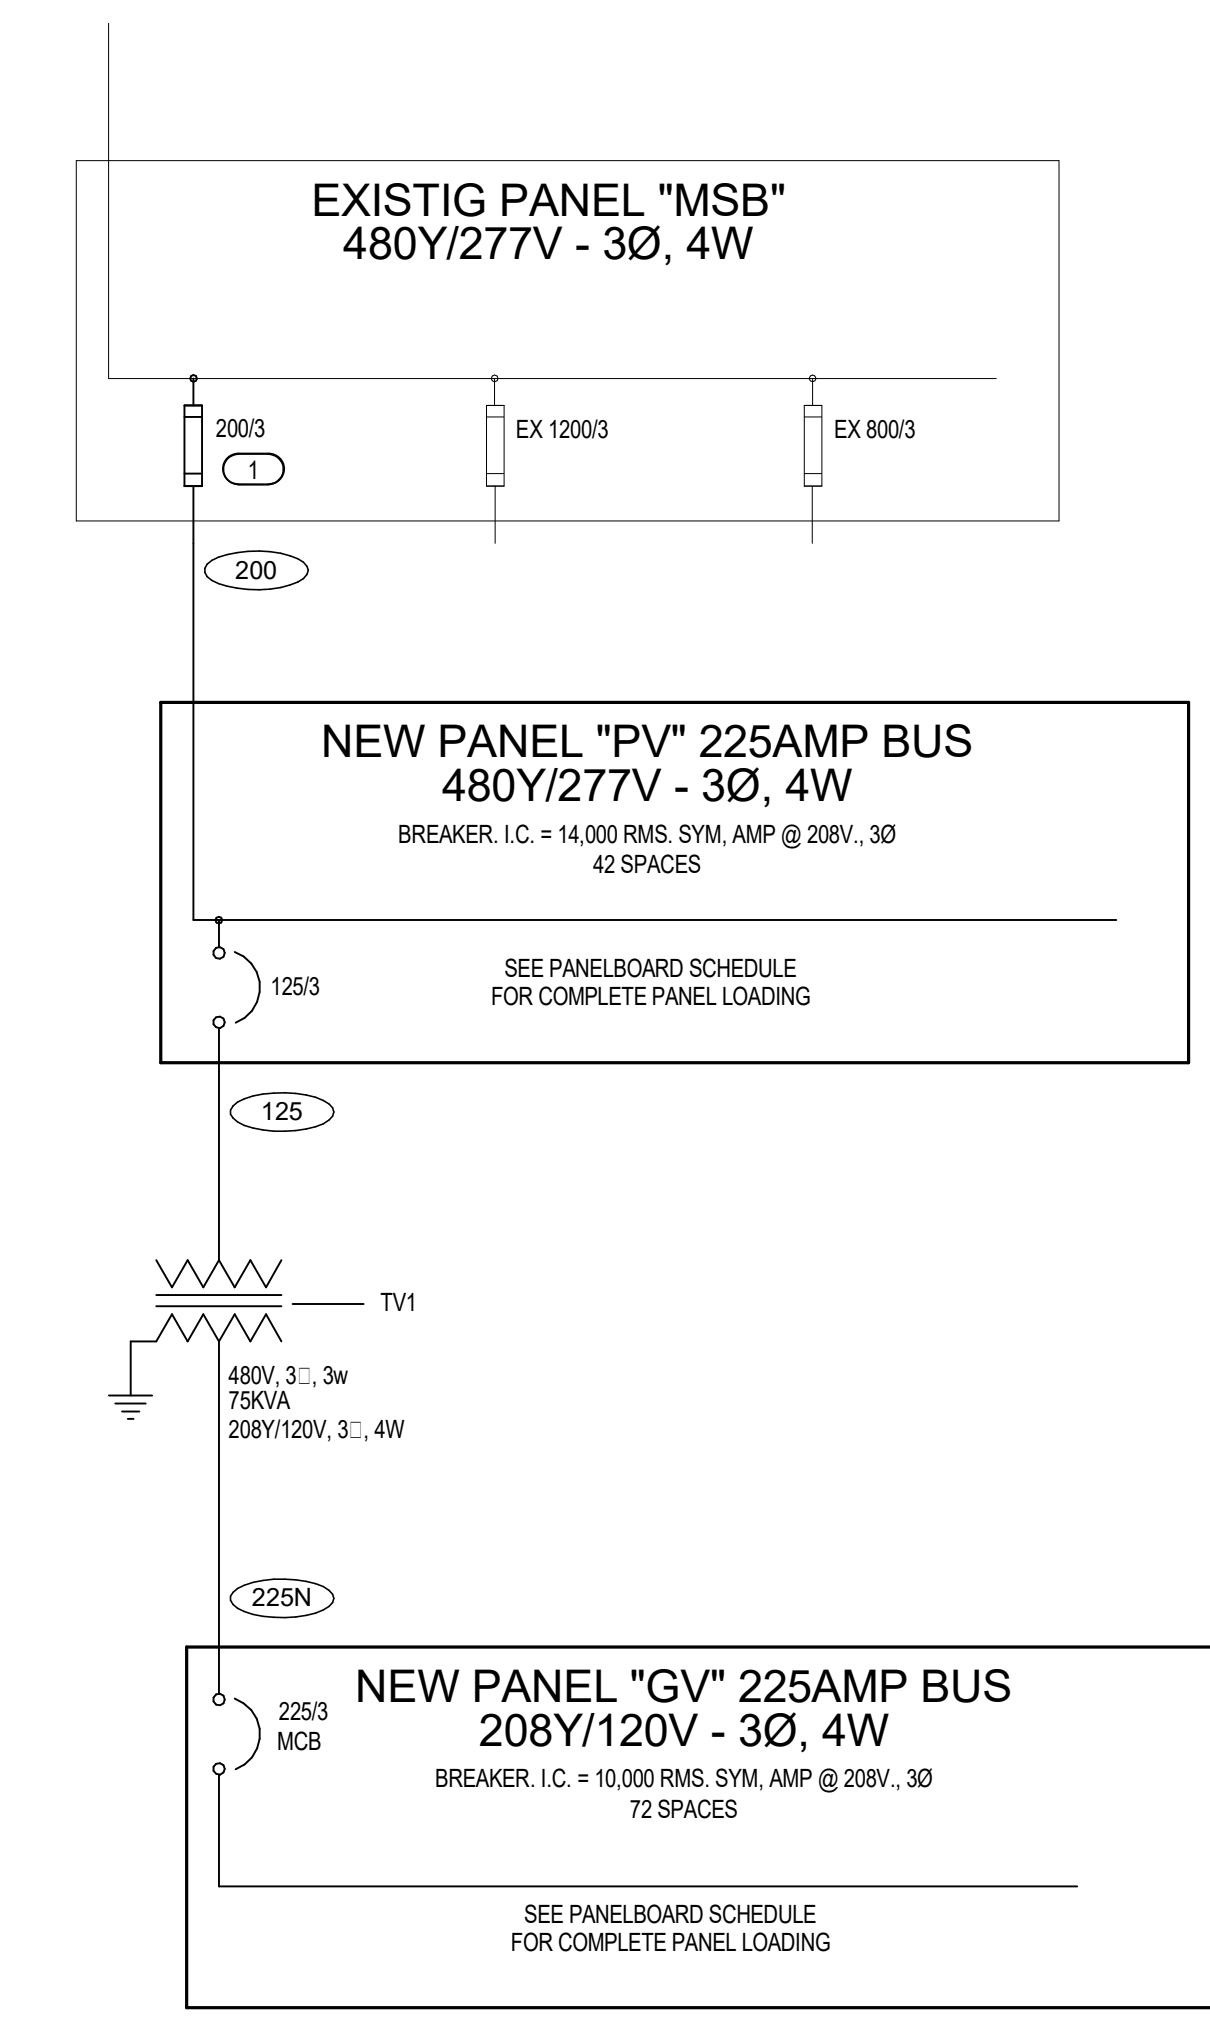 EXISTIG PANEL "MSB"
480Y/277V - 3Ø, 4W
200/3
EX 1200/3
EX 800/3
1
200
NEW PANEL "PV" 225AMP BUS
480Y/277V - 3Ø, 4W
BREAKER. I.C. = 14,000 RMS. SYM, AMP @ 208V., 3Ø
42 SPACES
125/3
SEE PANELBOARD SCHEDULE
FOR COMPLETE PANEL LOADING
125
TV1
480V, 3□, 3w
75KVA
208Y/120V, 3□, 4W
225N
NEW PANEL "GV" 225AMP BUS
208Y/120V - 3Ø, 4W
225/3
MCB
BREAKER. I.C. = 10,000 RMS. SYM, AMP @ 208V., 3Ø
72 SPACES
SEE PANELBOARD SCHEDULE
FOR COMPLETE PANEL LOADING